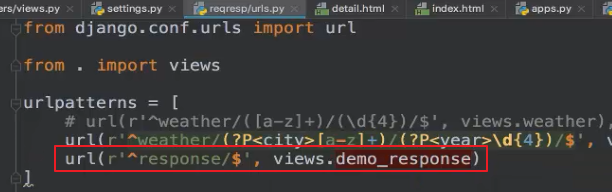 ers/views.py × settings.py × reqresp/urls.py × detail.html × index.html × apps.py ×
from django.conf.urls import url
from . import views
urlpatterns = [
# url(r'^weather/([a-z]+)/(\d{4})/$', views.weather),
url(r'^weather/(?P<city>[a-z]+)/(?P<year>\d{4})/$', v
url(r'^response/$', views.demo_response)
]